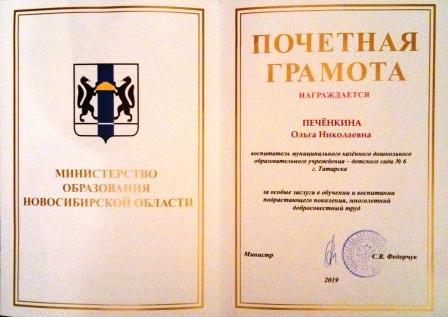 МИНИСТЕРСТВО
ОБРАЗОВАНИЯ
НОВОСИБИРСКОЙ ОБЛАСТИ
ПОЧЕТНАЯ
ГРАМОТА
НАГРАЖДАЕТСЯ
ПЕЧЁНКИНА
Ольга Николаевна
воспитатель муниципального казённого дошкольного
образовательного учреждения – детского сада № 6
г. Татарска
за особые заслуги в обучении и воспитании
подрастающего поколения, многолетний
добросовестный труд
Министр С.В. Федорчук
2019